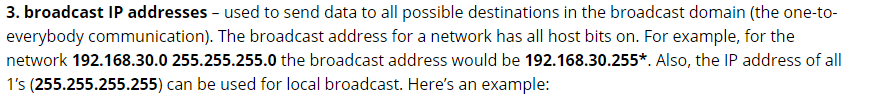 3. broadcast IP addresses – used to send data to all possible destinations in the broadcast domain (the one-to-
everybody communication). The broadcast address for a network has all host bits on. For example, for the
network 192.168.30.0 255.255.255.0 the broadcast address would be 192.168.30.255*. Also, the IP address of all
1’s (255.255.255.255) can be used for local broadcast. Here’s an example: